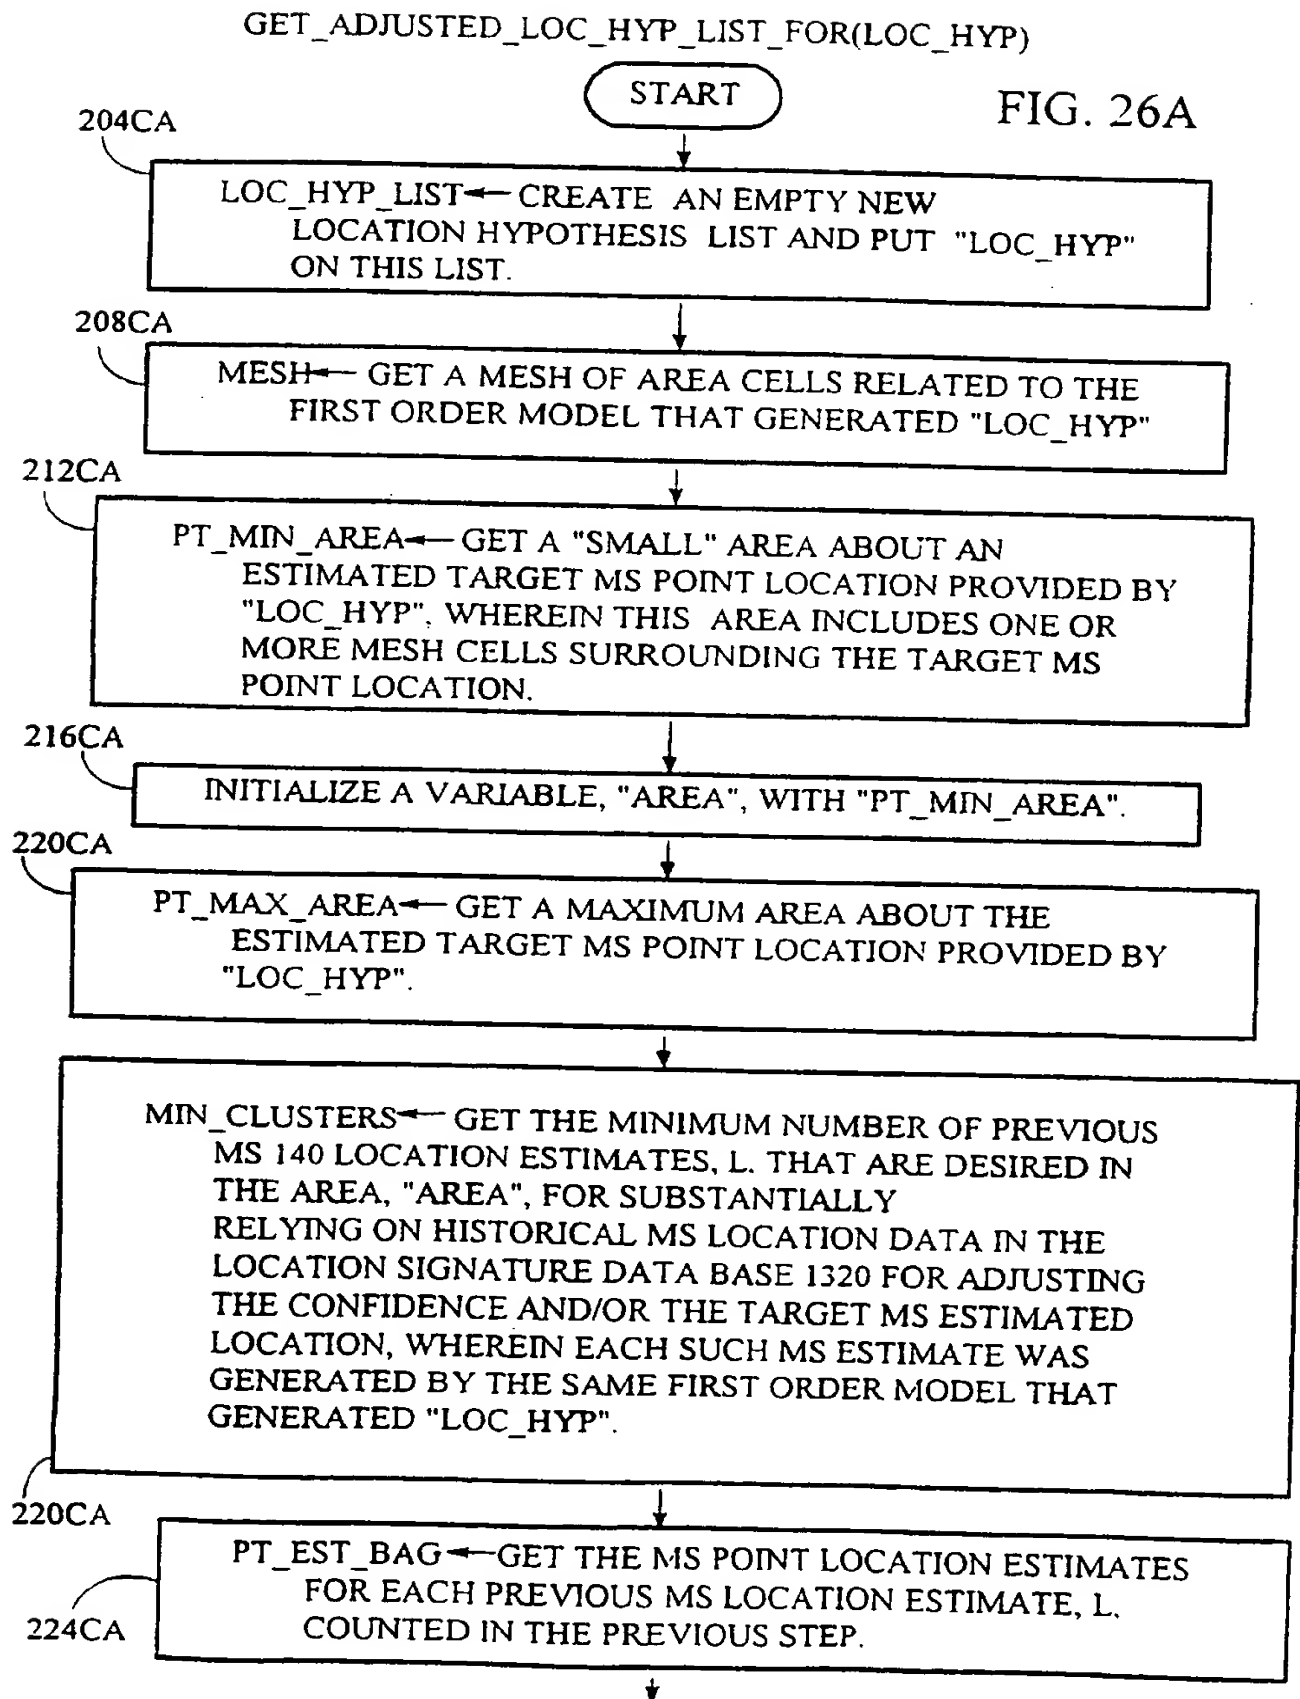 GET_ADJUSTED_LOC_HYP_LIST_FOR(LOC_HYP)
START
FIG. 26A
204CA
LOC_HYP_LIST← CREATE AN EMPTY NEW
LOCATION HYPOTHESIS LIST AND PUT "LOC_HYP"
ON THIS LIST.
208CA
MESH← GET A MESH OF AREA CELLS RELATED TO THE
FIRST ORDER MODEL THAT GENERATED "LOC_HYP"
212CA
PT_MIN_AREA← GET A "SMALL" AREA ABOUT AN
ESTIMATED TARGET MS POINT LOCATION PROVIDED BY
"LOC_HYP", WHEREIN THIS AREA INCLUDES ONE OR
MORE MESH CELLS SURROUNDING THE TARGET MS
POINT LOCATION.
216CA
INITIALIZE A VARIABLE, "AREA", WITH "PT_MIN_AREA".
220CA
PT_MAX_AREA← GET A MAXIMUM AREA ABOUT THE
ESTIMATED TARGET MS POINT LOCATION PROVIDED BY
"LOC_HYP".
MIN_CLUSTERS← GET THE MINIMUM NUMBER OF PREVIOUS
MS 140 LOCATION ESTIMATES, L. THAT ARE DESIRED IN
THE AREA, "AREA", FOR SUBSTANTIALLY
RELYING ON HISTORICAL MS LOCATION DATA IN THE
LOCATION SIGNATURE DATA BASE 1320 FOR ADJUSTING
THE CONFIDENCE AND/OR THE TARGET MS ESTIMATED
LOCATION, WHEREIN EACH SUCH MS ESTIMATE WAS
GENERATED BY THE SAME FIRST ORDER MODEL THAT
GENERATED "LOC_HYP".
220CA
PT_EST_BAG←GET THE MS POINT LOCATION ESTIMATES
FOR EACH PREVIOUS MS LOCATION ESTIMATE, L.
COUNTED IN THE PREVIOUS STEP.
224CA